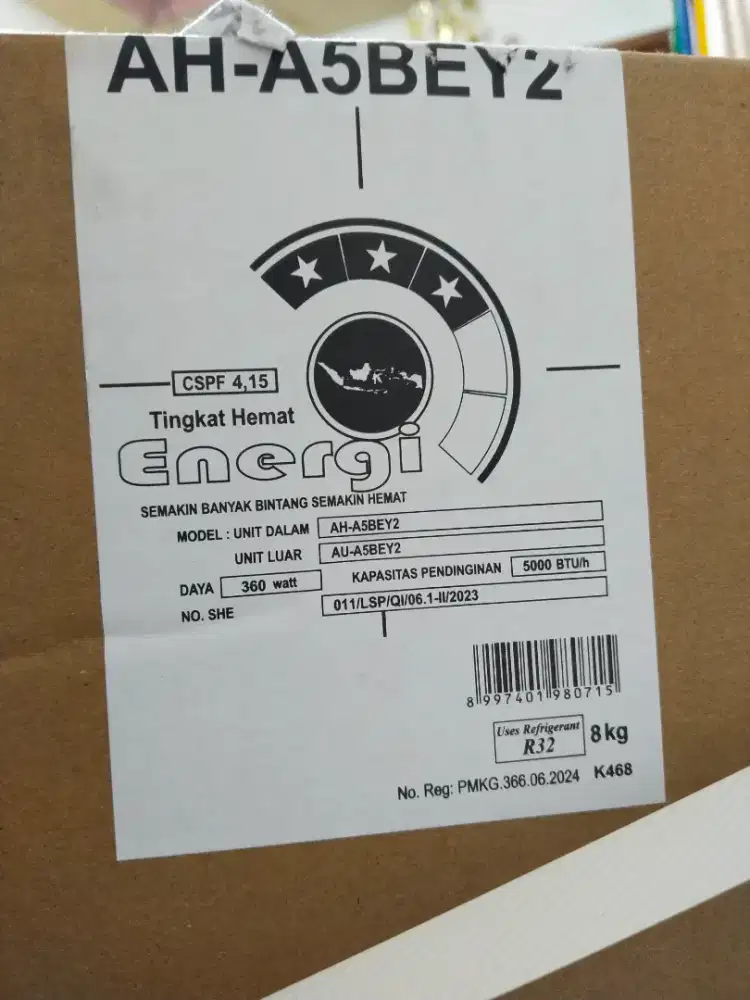 AH-A5BEY2
CSPF 4,15
Tingkat Hemat
Energi
SEMAKIN BANYAK BINTANG SEMAKIN HEMAT
MODEL : UNIT DALAM AH-A5BEY2
UNIT LUAR AU-A5BEY2
DAYA 360 watt KAPASITAS PENDINGINAN 5000 BTU/h
NO. SHE 011/LSP/QI/06.1-II/2023
8 997401 980715
Uses Refrigerant
R32 8kg
No. Reg: PMKG.366.06.2024 K468